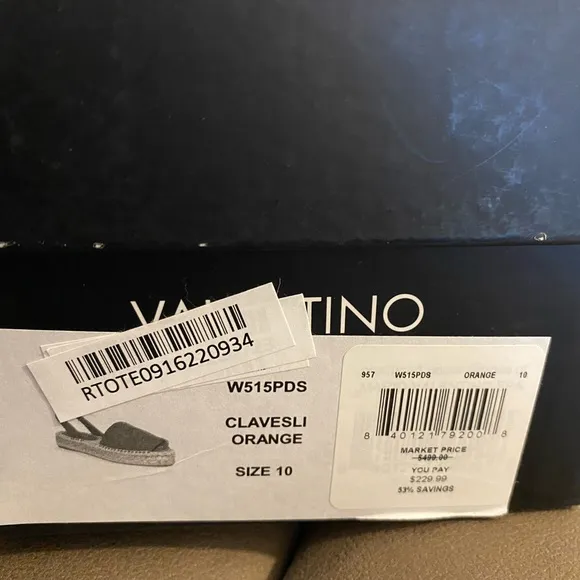 RTOTE0916220934
W515PDS
CLAVESLI
ORANGE
SIZE 10
957 W515PDS ORANGE 10
8 40121 79200 8
MARKET PRICE
YOU PAY
$229.99
53% SAVINGS